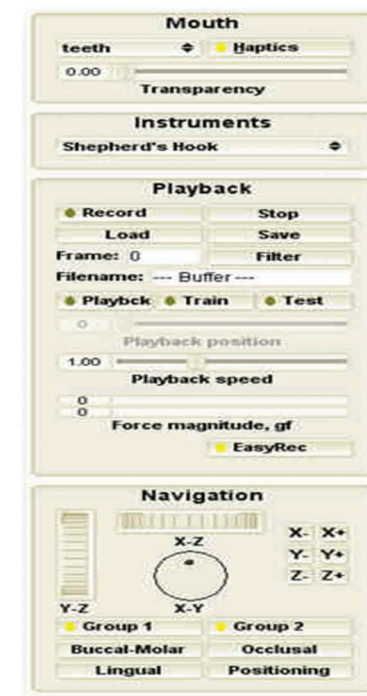 Mouth
teeth Haptics
0.00
Transparency
Instruments
Shepherd's Hook
Playback
Record Stop
Load Save
Frame: 0 Filter
Filename: --- Buffer ---
Playbck Train Test
0
Playback position
1.00
Playback speed
0
0
Force magnitude, gf
EasyRec
Navigation
X-Z
X- X+
Y- Y+
Z- Z+
Y-Z X-Y
Group 1 Group 2
Buccal-Molar Occlusal
Lingual Positioning